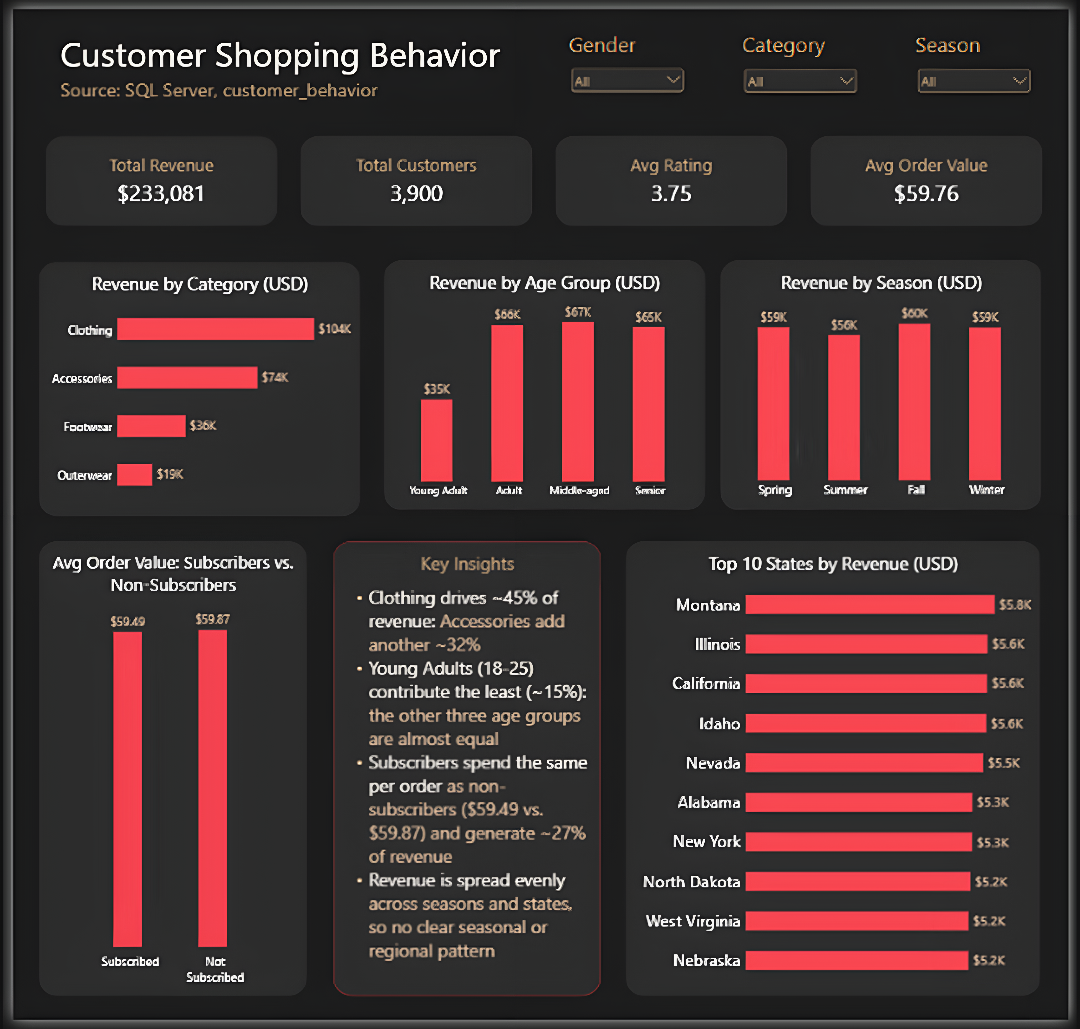 Customer Shopping Behavior
Source: SQL Server, customer_behavior
Gender
All
Category
All
Season
All
Total Revenue
$233,081
Total Customers
3,900
Avg Rating
3.75
Avg Order Value
$59.76
Revenue by Category (USD)
Clothing
$104K
Accessories
$74K
Footwear
$36K
Outerwear
$19K
Revenue by Age Group (USD)
$35K
$66K
$67K
$65K
Young Adult
Adult
Middle-aged
Senior
Revenue by Season (USD)
$59K
$56K
$60K
$59K
Spring
Summer
Fall
Winter
Avg Order Value: Subscribers vs.
Non-Subscribers
$59.49
$59.87
Subscribed
Not
Subscribed
Key Insights
• Clothing drives ~45% of
revenue: Accessories add
another ~32%
• Young Adults (18-25)
contribute the least (~15%):
the other three age groups
are almost equal
• Subscribers spend the same
per order as non-
subscribers ($59.49 vs.
$59.87) and generate ~27%
of revenue
• Revenue is spread evenly
across seasons and states,
so no clear seasonal or
regional pattern
Top 10 States by Revenue (USD)
Montana
$5.8K
Illinois
$5.6K
California
$5.6K
Idaho
$5.6K
Nevada
$5.5K
Alabama
$5.3K
New York
$5.3K
North Dakota
$5.2K
West Virginia
$5.2K
Nebraska
$5.2K